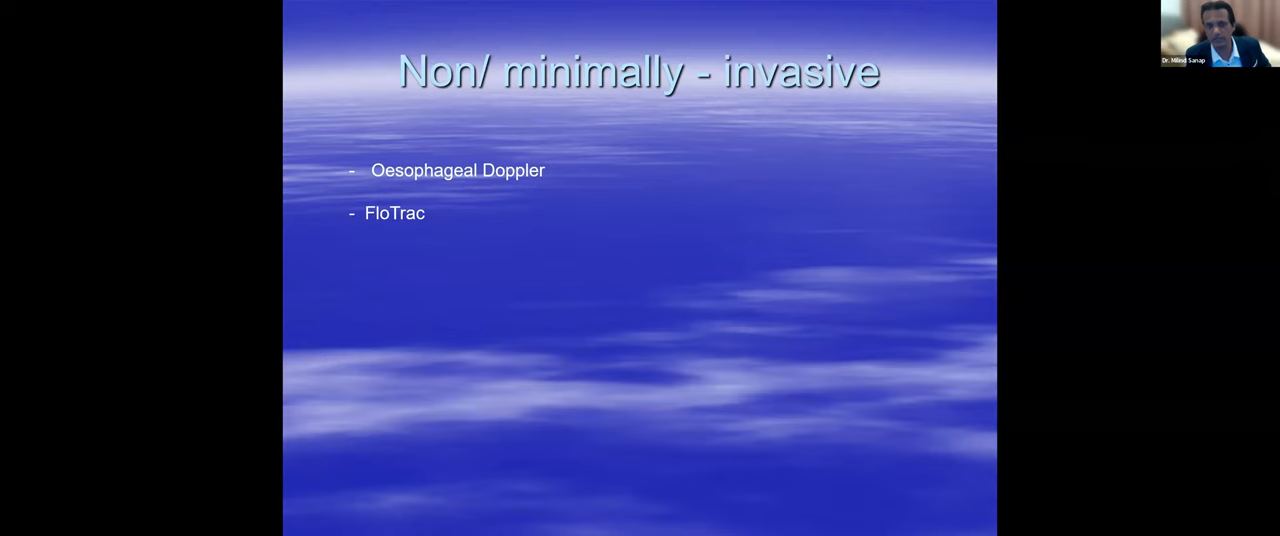 Non/ minimally - invasive
Dr. Milind Sanap
- Oesophageal Doppler
- FloTrac